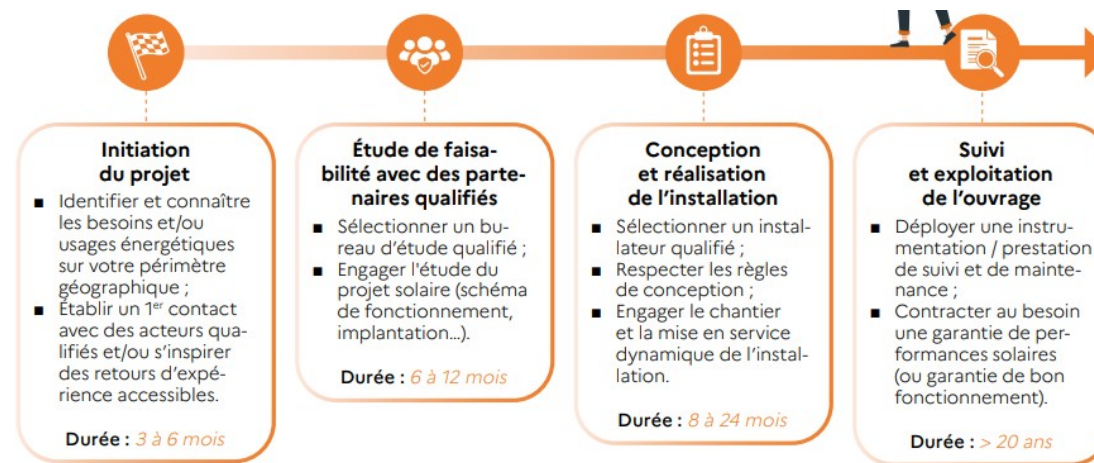 Initiation
du projet
■ Identifier et connaître
les besoins et/ou
usages énergétiques
sur votre périmètre
géographique ;
■ Établir un 1er contact
avec des acteurs qua-
lifiés et/ou s’inspirer
des retours d’expé-
rience accessibles.
Durée : 3 à 6 mois
Étude de faisa-
bilité avec des parte-
naires qualifiés
■ Sélectionner un bu-
reau d’étude qualifié ;
■ Engager l'étude du
projet solaire (schéma
de fonctionnement,
implantation...).
Durée : 6 à 12 mois
Conception
et réalisation
de l’installation
■ Sélectionner un instal-
lateur qualifié ;
■ Respecter les règles
de conception ;
■ Engager le chantier
et la mise en service
dynamique de l’instal-
lation.
Durée : 8 à 24 mois
Suivi
et exploitation
de l’ouvrage
■ Déployer une instru-
mentation / prestation
de suivi et de mainte-
nance ;
■ Contracter au besoin
une garantie de per-
formances solaires
(ou garantie de bon
fonctionnement).
Durée : > 20 ans